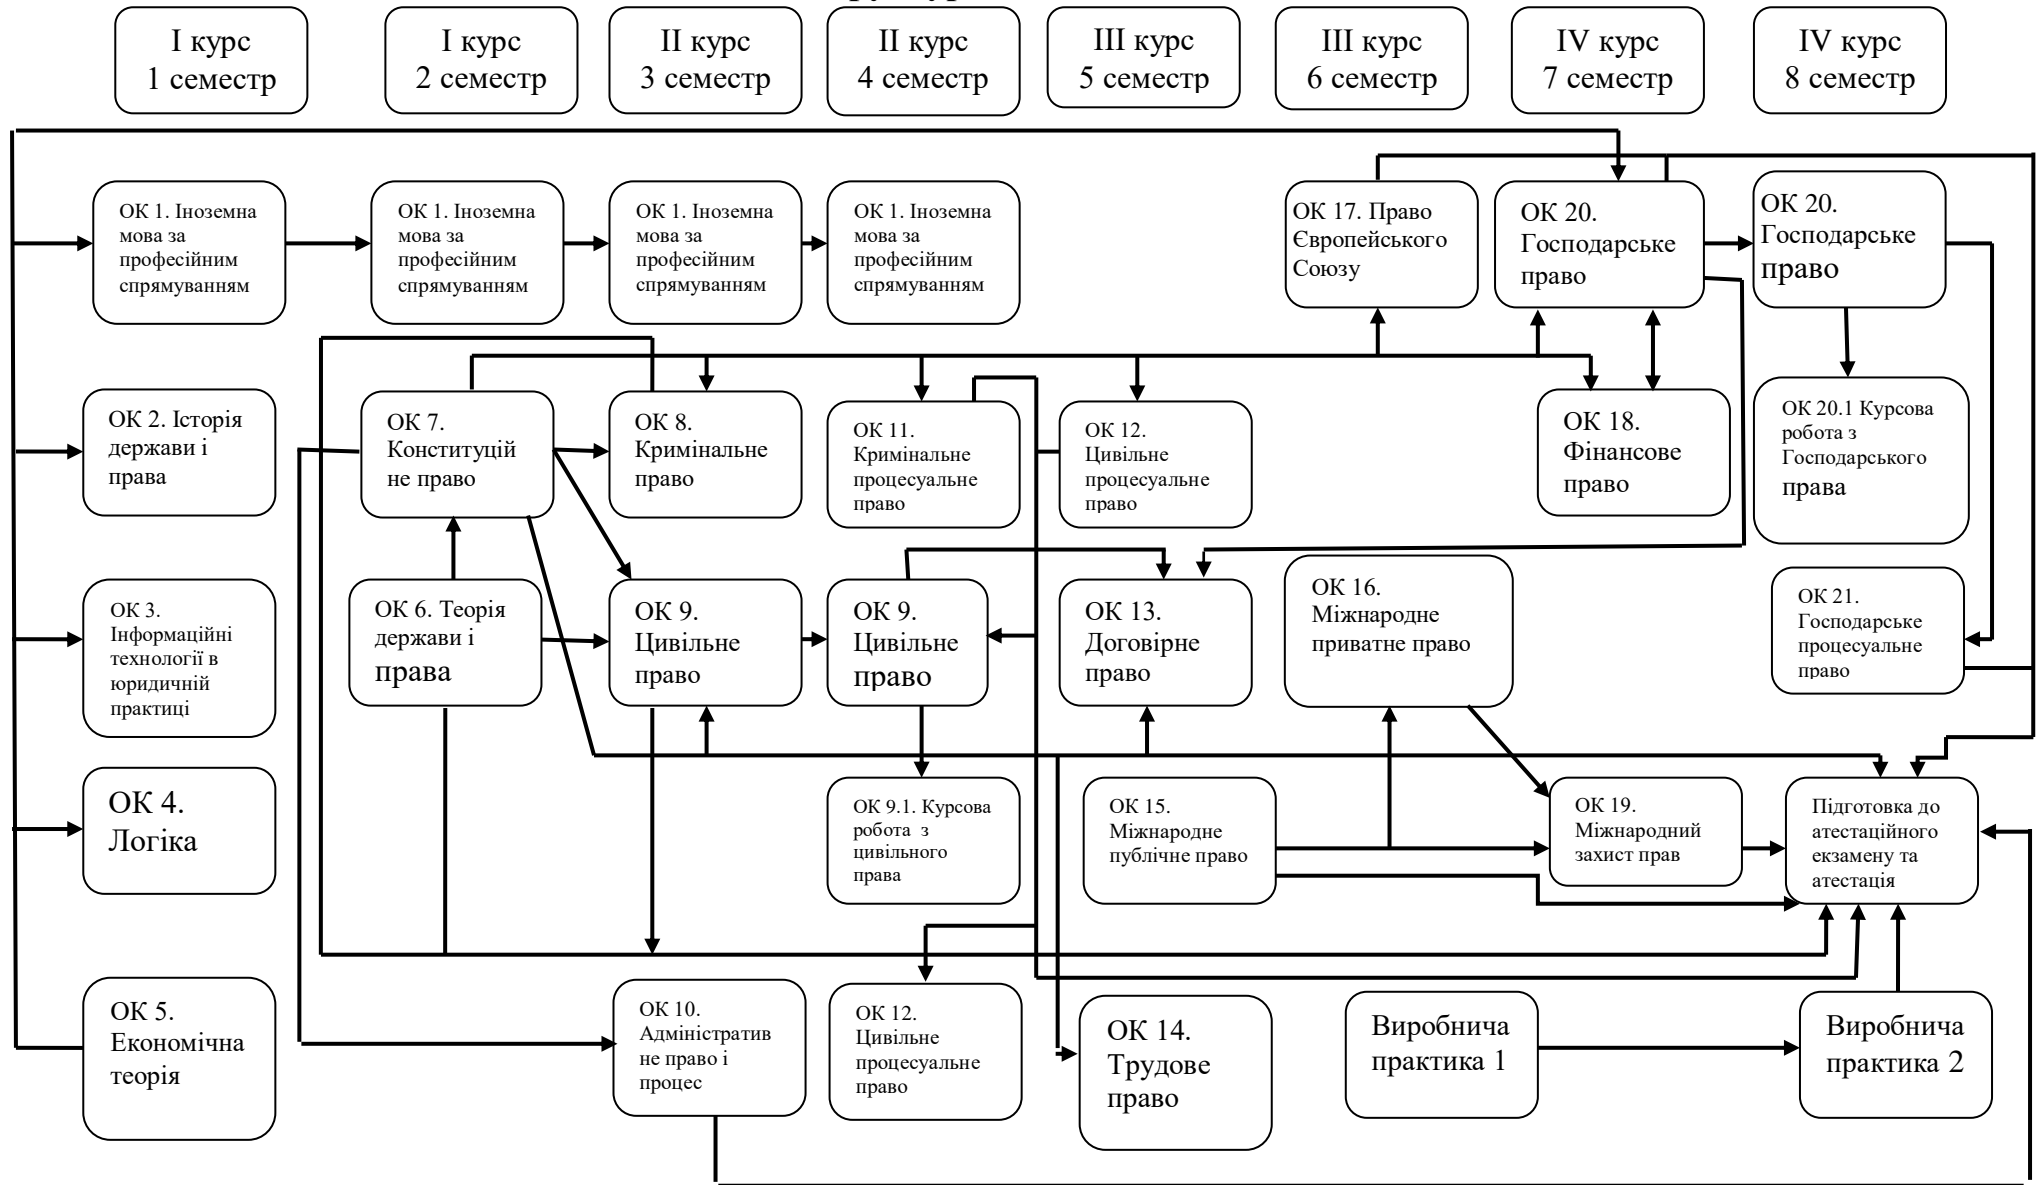 І курс
1 семестр
І курс
2 семестр
ІІ курс
3 семестр
ІІ курс
4 семестр
ІІІ курс
5 семестр
ІІІ курс
6 семестр
ІV курс
7 семестр
ІV курс
8 семестр
ОК 1. Іноземна
мова за
професійним
спрямуванням
ОК 1. Іноземна
мова за
професійним
спрямуванням
ОК 1. Іноземна
мова за
професійним
спрямуванням
ОК 1. Іноземна
мова за
професійним
спрямуванням
ОК 17. Право
Європейського
Союзу
ОК 20.
Господарське
право
ОК 20.
Господарське
право
ОК 2. Історія
держави і
права
ОК 7.
Конституцій
не право
ОК 8.
Кримінальне
право
ОК 11.
Кримінальне
процесуальне
право
ОК 12.
Цивільне
процесуальне
право
ОК 18.
Фінансове
право
ОК 20.1 Курсова
робота з
Господарського
права
ОК 3.
Інформаційні
технології в
юридичній
практиці
ОК 6. Теорія
держави і
права
ОК 9.
Цивільне
право
ОК 9.
Цивільне
право
ОК 13.
Договірне
право
ОК 16.
Міжнародне
приватне право
ОК 21.
Господарське
процесуальне
право
ОК 4.
Логіка
ОК 9.1. Курсова
робота з
цивільного
права
ОК 15.
Міжнародне
публічне право
ОК 19.
Міжнародний
захист прав
Підготовка до
атестаційного
екзамену та
атестація
ОК 5.
Економічна
теорія
ОК 10.
Адміністратив
не право і
процес
ОК 12.
Цивільне
процесуальне
право
ОК 14.
Трудове
право
Виробнича
практика 1
Виробнича
практика 2